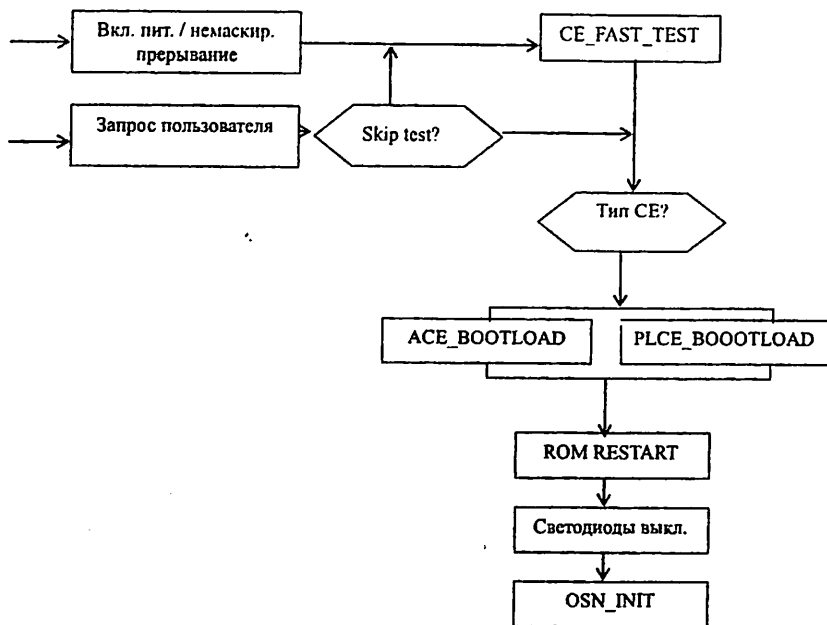 Вкл. пит. / немаскир.
прерывание
CE_FAST_TEST
Запрос пользователя
Skip test?
Тип CE?
ACE_BOOTLOAD
PLCE_BOOOTLOAD
ROM RESTART
Светодиоды выкл.
OSN_INIT